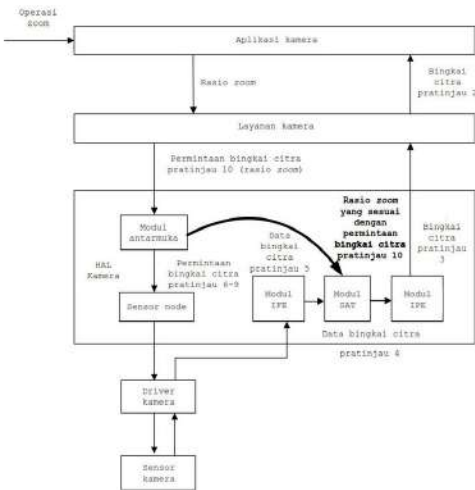 Operasi
zoom
Aplikasi kamera
Rasio zoom
Bingkai
citra
pratinjau 2
Layanan kamera
Permintaan bingkai citra
pratinjau 10 (rasio zoom)
Rasio zoom
yang sesuai
dengan
permintaan
bingkai citra
pratinjau 10
Bingkai
citra
pratinjau
3
Modul
antarmuka
Data
bingkai
citra
pratinjau 5
HAL
Kamera
Permintaan
bingkai citra
pratinjau 6-9
Sensor node
Modul
IFE
Modul
SAT
Modul
IPE
Data bingkai citra
pratinjau 4
Driver
kamera
Sensor
kamera